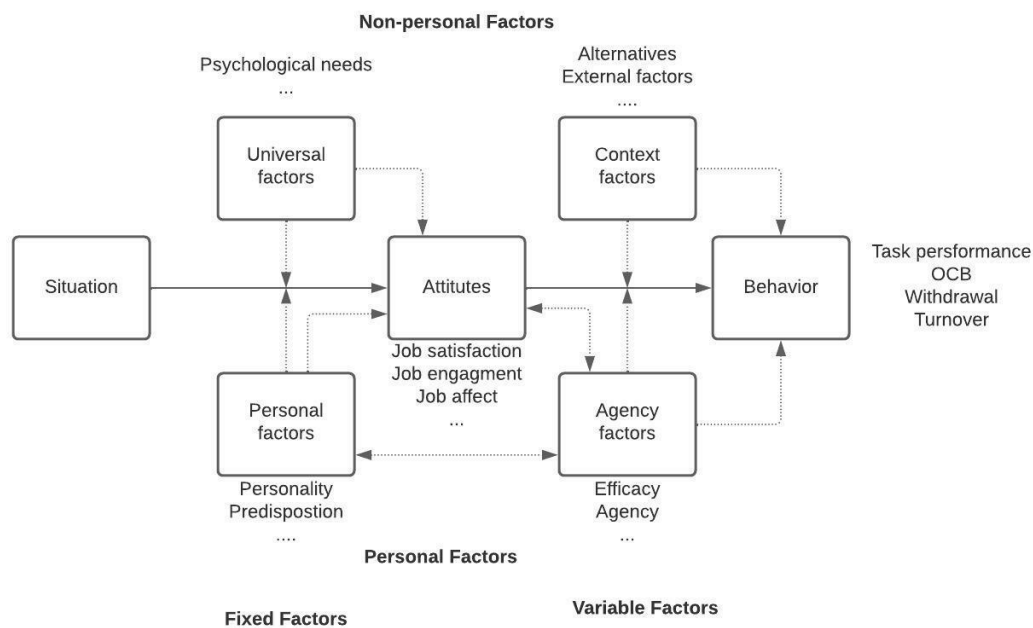 Non-personal Factors
Psychological needs
...
Alternatives
External factors
....
Universal
factors
Context
factors
Situation
Attitutes
Behavior
Task persformance
OCB
Withdrawal
Turnover
Job satisfaction
Job engagment
Job affect
...
Personal
factors
Agency
factors
Personality
Predispostion
....
Efficacy
Agency
...
Personal Factors
Fixed Factors
Variable Factors